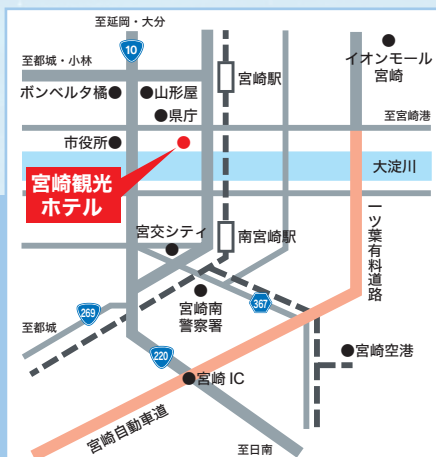 至延岡・大分
10
イオンモール
宮崎
至都城・小林
宮崎駅
ボンベルタ橘
山形屋
県庁
至宮崎港
市役所
大淀川
宮崎観光
ホテル
一ツ葉有料道路
宮交シティ
南宮崎駅
269
宮崎南
警察署
367
至都城
220
宮崎空港
宮崎 IC
宮崎自動車道
至日南